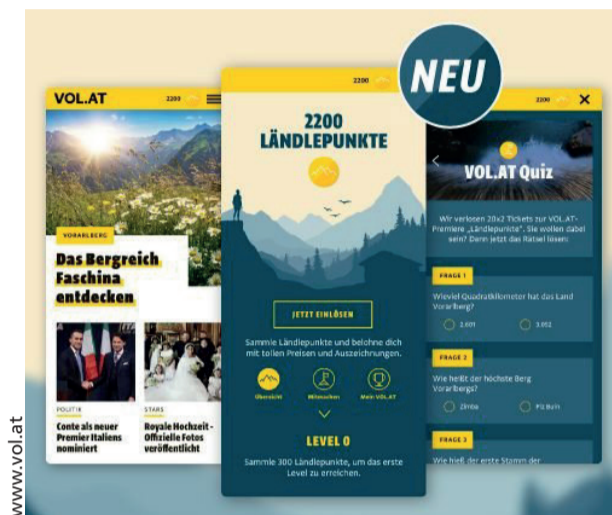 www.vol.at
NEU
VOL.AT
2200
VORARLBERG
Das Bergreich
Faschina
entdecken
POLITIK
Conte als neuer
Premier Italiens
nominiert
STARS
Royale Hochzeit -
Offizielle Fotos
veröffentlicht
2200
2200
LÄNDLEPUNKTE
JETZT EINLÖSEN
Sammle Ländlepunkte und belohne dich
mit tollen Preisen und Auszeichnungen.
Übersicht
Mitmachen
Mein VOL.AT
LEVEL 0
Sammle 300 Ländlepunkte, um das erste
Level zu erreichen.
2200 X
VOL.AT Quiz
Wir verlosen 20x2 Tickets zur VOL.AT-
Premiere „Ländlepunkte“. Sie wollen dabei
sein? Dann jetzt das Rätsel lösen:
FRAGE 1
Wieviel Quadratkilometer hat das Land
Vorarlberg?
2.601
FRAGE 2
Wie heißt der höchste Berg
Vorarlbergs?
Zimba
Piz Buin
FRAGE 3
Wie hieß der erste Stamm der